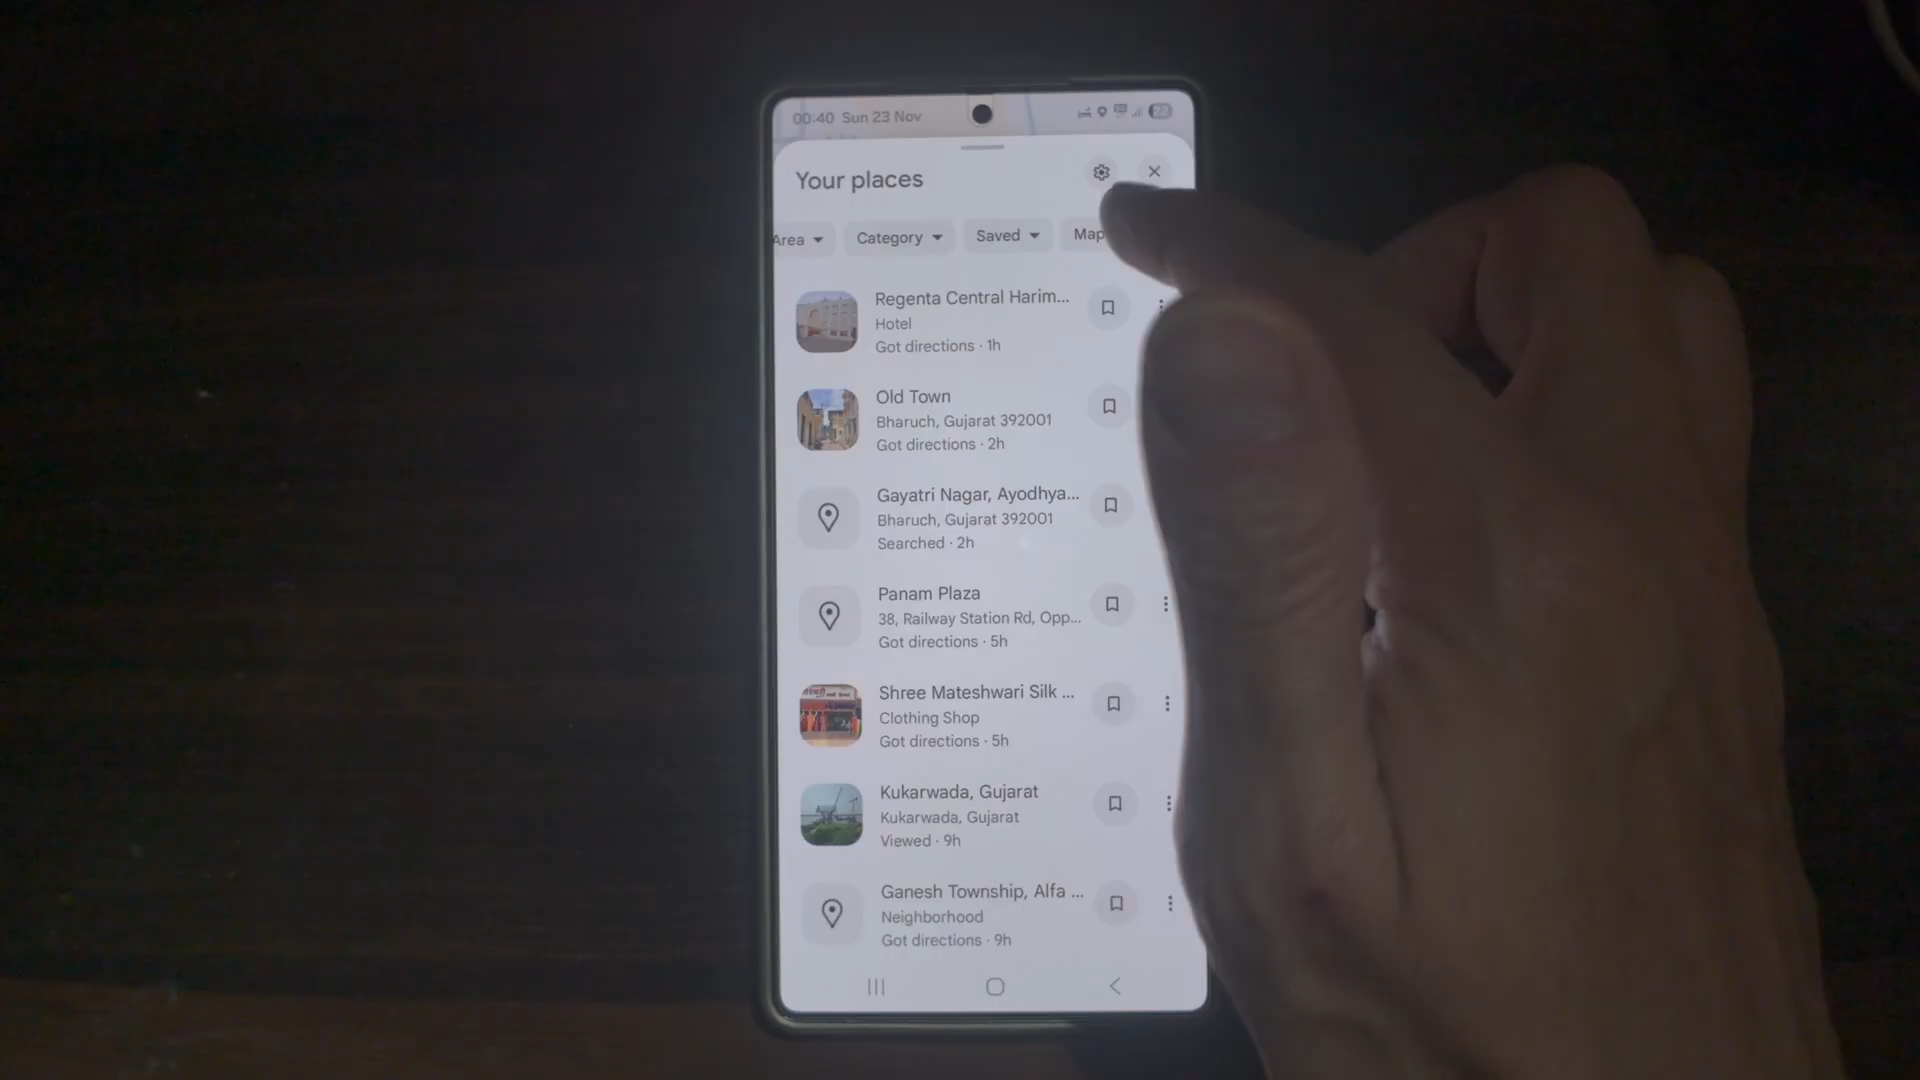 00:40 Sun 23 Nov
22
Your places
Area
Category
Saved
Map
Regenta Central Harim...
Hotel
Got directions · 1h
Old Town
Bharuch, Gujarat 392001
Got directions · 2h
Gayatri Nagar, Ayodhya...
Bharuch, Gujarat 392001
Searched · 2h
Panam Plaza
38, Railway Station Rd, Opp...
Got directions · 5h
Shree Mateshwari Silk ...
Clothing Shop
Got directions · 5h
Kukarwada, Gujarat
Kukarwada, Gujarat
Viewed · 9h
Ganesh Township, Alfa ...
Neighborhood
Got directions · 9h